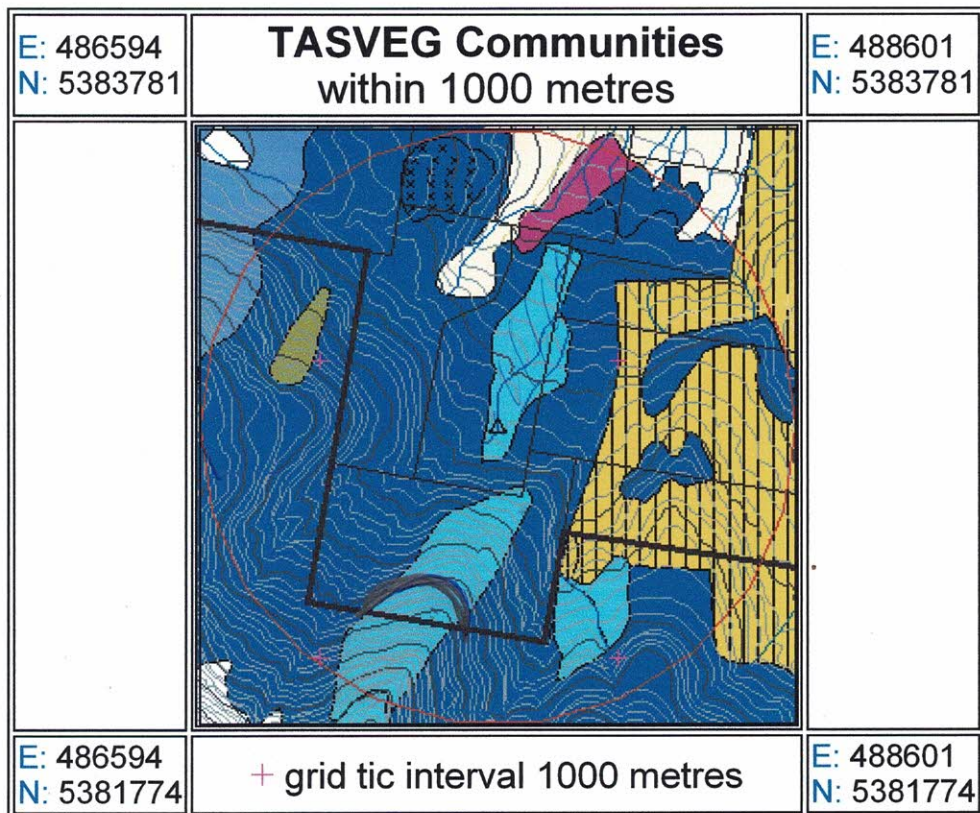 E: 486594
N: 5383781
TASVEG Communities
within 1000 metres
E: 488601
N: 5383781
E: 486594
N: 5381774
+ grid tic interval 1000 metres
E: 488601
N: 5381774